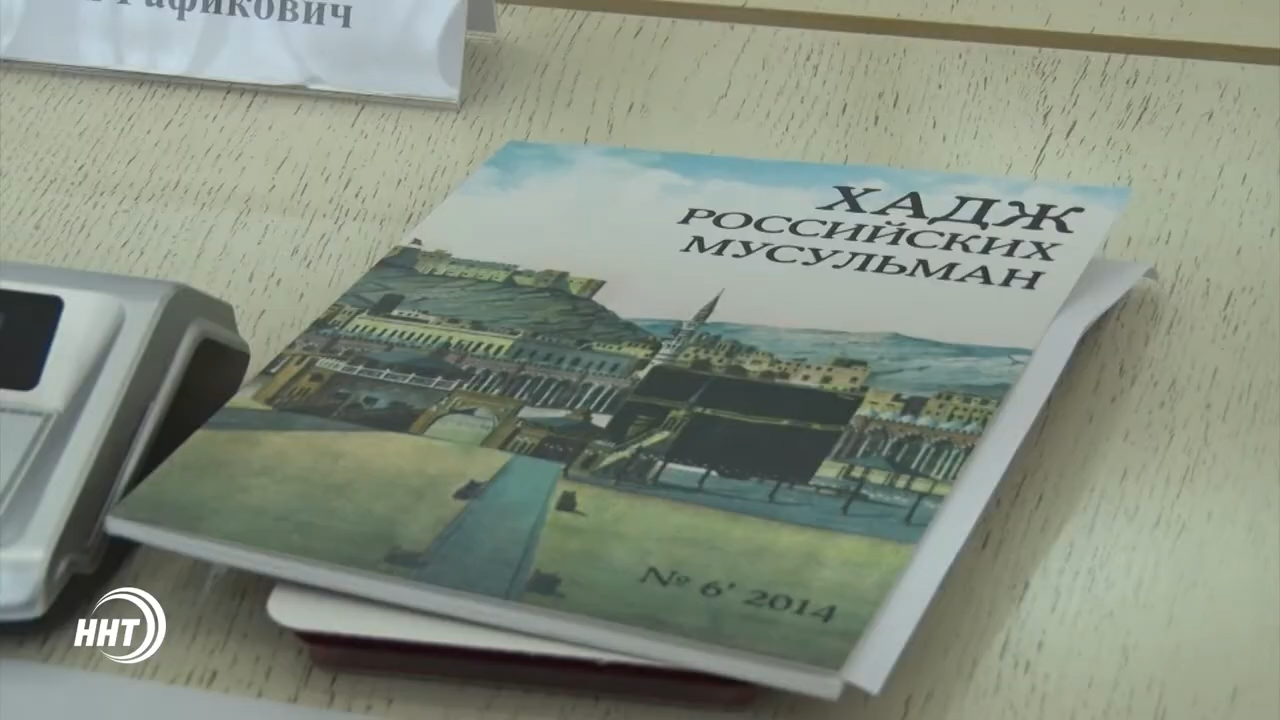 Рафикович
ХАДЖ
РОССИЙСКИХ
МУСУЛЬМАН
№ 6' 2014
ННТ